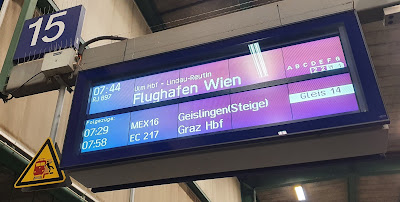 15
07:44 Ulm Hbf - Lindau-Reutin
RJ 897 Flughafen Wien
A B C D E F
Folgezüge:
07:29 MEX16 Geislingen(Steige) Gleis 14
07:58 EC 217 Graz Hbf